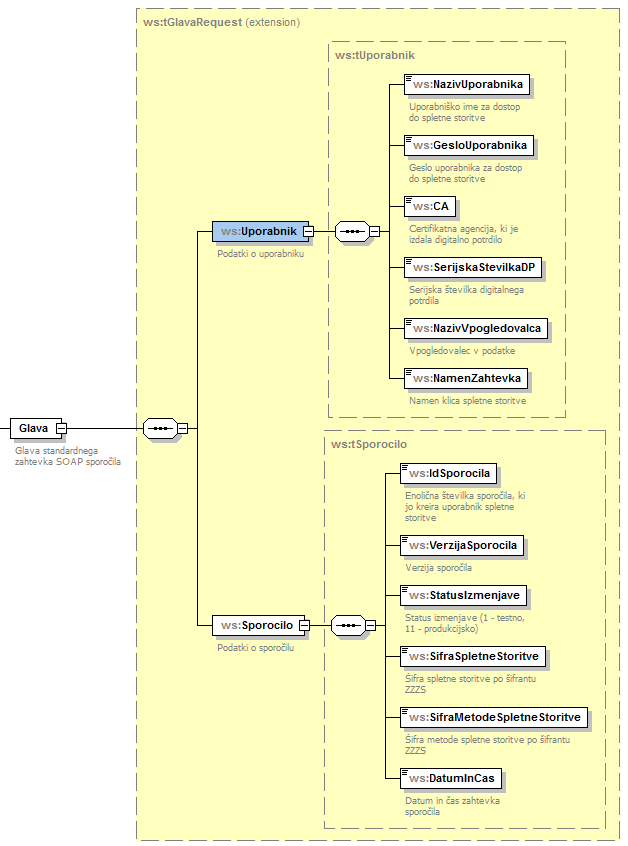 ws:tGlavaRequest (extension)
ws:tUporabnik
ws:NazivUporabnika
Uporabniško ime za dostop
do spletne storitve
ws:GesloUporabnika
Geslo uporabnika za dostop
do spletne storitve
ws:CA
Certifikatna agencija, ki je
izdala digitalno potrdilo
ws:Uporabnik
Podatki o uporabniku
ws:SerijskaStevilkaDP
Serijska številka digitalnega
potrdila
ws:NazivVpogledovalca
Vpogledovalec v podatke
ws:NamenZahtevka
Namen klica spletne storitve
Glava
Glava standardnega
zahtevka SOAP sporočila
ws:tSporocilo
ws:IdSporocila
Enolična številka sporočila, ki
jo kreira uporabnik spletne
storitve
ws:VerzijaSporocila
Verzija sporočila
ws:StatusIzmenjave
Status izmenjave (1 - testno,
11 - produkcijsko)
ws:Sporocilo
Podatki o sporočilu
ws:SifraSpletneStoritve
Šifra spletne storitve po šifrantu
ZZZS
ws:SifraMetodeSpletneStoritve
Šifra metode spletne storitve po šifrantu
ZZZS
ws:DatumInCas
Datum in čas zahtevka
sporočila